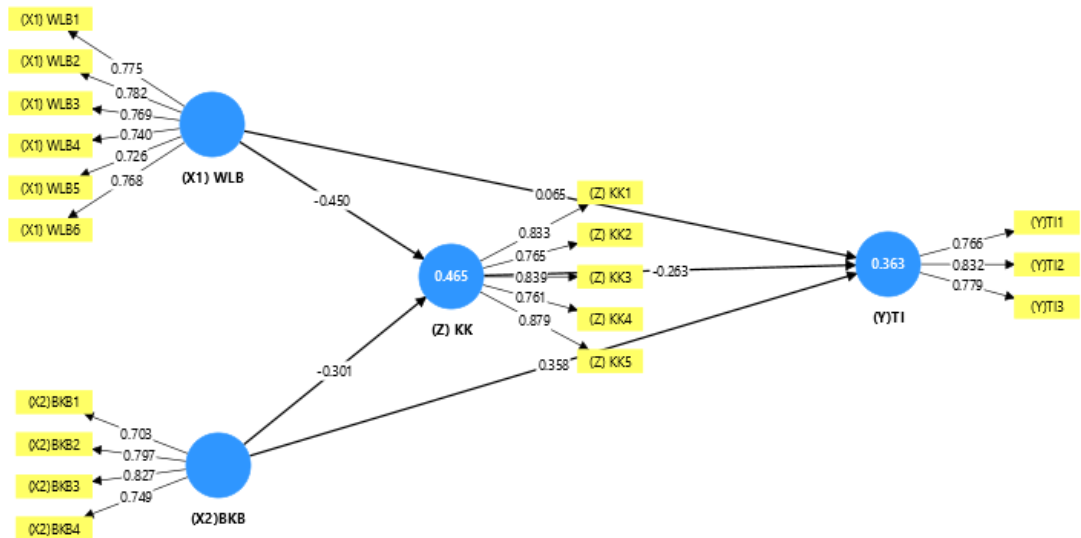 (X1) WLB1
(X1) WLB2
(X1) WLB3
(X1) WLB4
(X1) WLB5
(X1) WLB6
0.775
0.782
0.769
0.740
0.726
0.768
(X1) WLB
-0.450
0.065
(Z) KK1
(Z) KK2
(Z) KK3
(Z) KK4
(Z) KK5
0.833
0.765
0.839
0.761
0.879
0.465
(Z) KK
-0.263
0.363
(Y)TI
0.766
0.832
0.779
(Y)TI1
(Y)TI2
(Y)TI3
-0.301
0.358
(X2)BKB1
(X2)BKB2
(X2)BKB3
(X2)BKB4
0.703
0.797
0.827
0.749
(X2)BKB